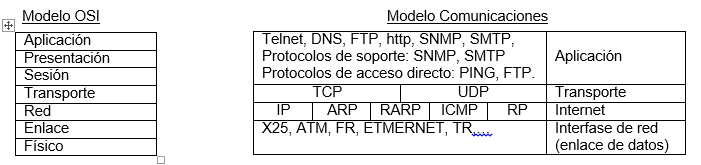 Modelo OSI
Modelo Comunicaciones
Aplicación
Presentación
Sesión
Transporte
Red
Enlace
Físico
Telnet, DNS, FTP, http, SNMP, SMTP,
Protocolos de soporte: SNMP, SMTP
Protocolos de acceso directo: PING, FTP.
Aplicación
TCP UDP Transporte
IP ARP RARP ICMP RP Internet
X25, ATM, FR, ETMERNET, TR,....
Interfase de red
(enlace de datos)